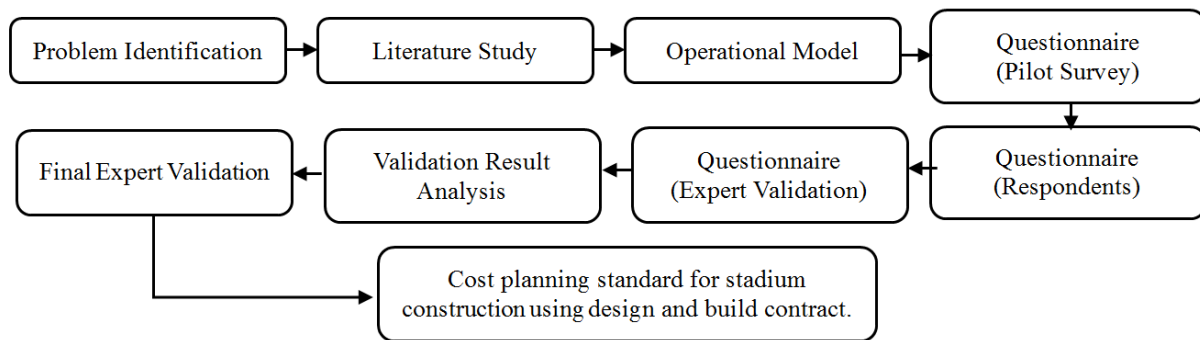 Problem Identification
Literature Study
Operational Model
Questionnaire
(Pilot Survey)
Questionnaire
(Respondents)
Questionnaire
(Expert Validation)
Validation Result
Analysis
Final Expert Validation
Cost planning standard for stadium
construction using design and build contract.